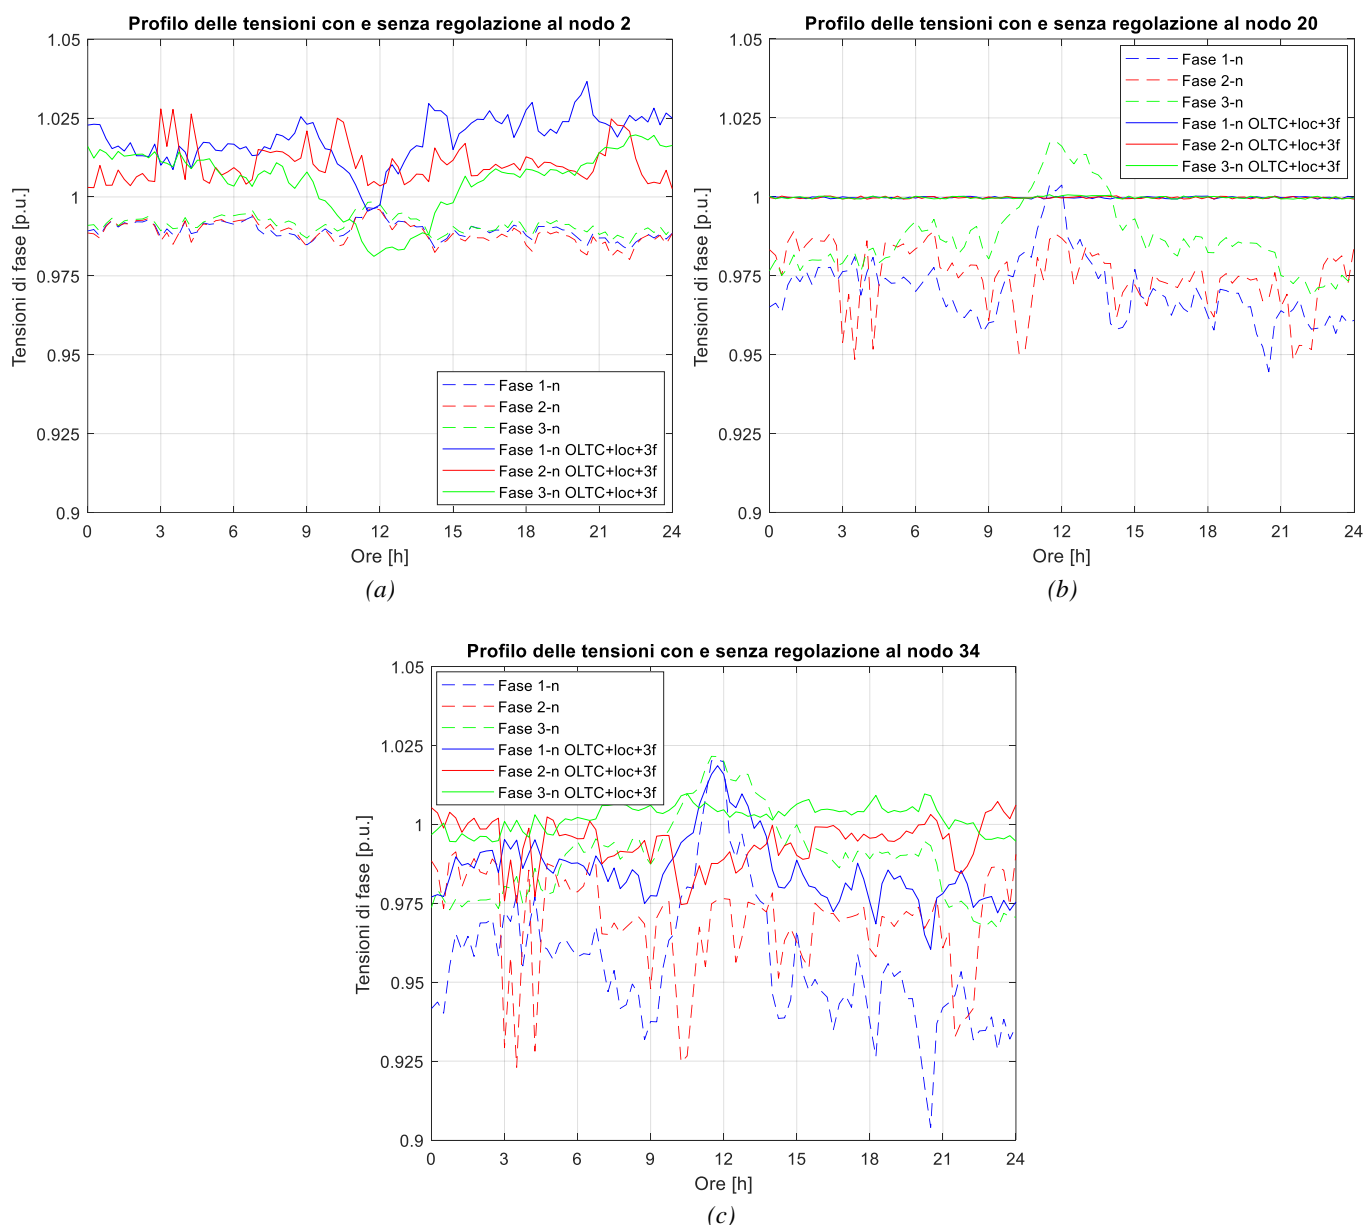 Profilo delle tensioni con e senza regolazione al nodo 2
1.05
1.025
1
0.975
0.95
0.925
0.9
Tensioni di fase [p.u.]
Fase 1-n
Fase 2-n
Fase 3-n
Fase 1-n OLTC+loc+3f
Fase 2-n OLTC+loc+3f
Fase 3-n OLTC+loc+3f
0 3 6 9 12 15 18 21 24
Ore [h]
(a)
Profilo delle tensioni con e senza regolazione al nodo 20
1.05
1.025
1
0.975
0.95
0.925
0.9
Tensioni di fase [p.u.]
Fase 1-n
Fase 2-n
Fase 3-n
Fase 1-n OLTC+loc+3f
Fase 2-n OLTC+loc+3f
Fase 3-n OLTC+loc+3f
0 3 6 9 12 15 18 21 24
Ore [h]
(b)
Profilo delle tensioni con e senza regolazione al nodo 34
1.05
1.025
1
0.975
0.95
0.925
0.9
Tensioni di fase [p.u.]
Fase 1-n
Fase 2-n
Fase 3-n
Fase 1-n OLTC+loc+3f
Fase 2-n OLTC+loc+3f
Fase 3-n OLTC+loc+3f
0 3 6 9 12 15 18 21 24
Ore [h]
(c)